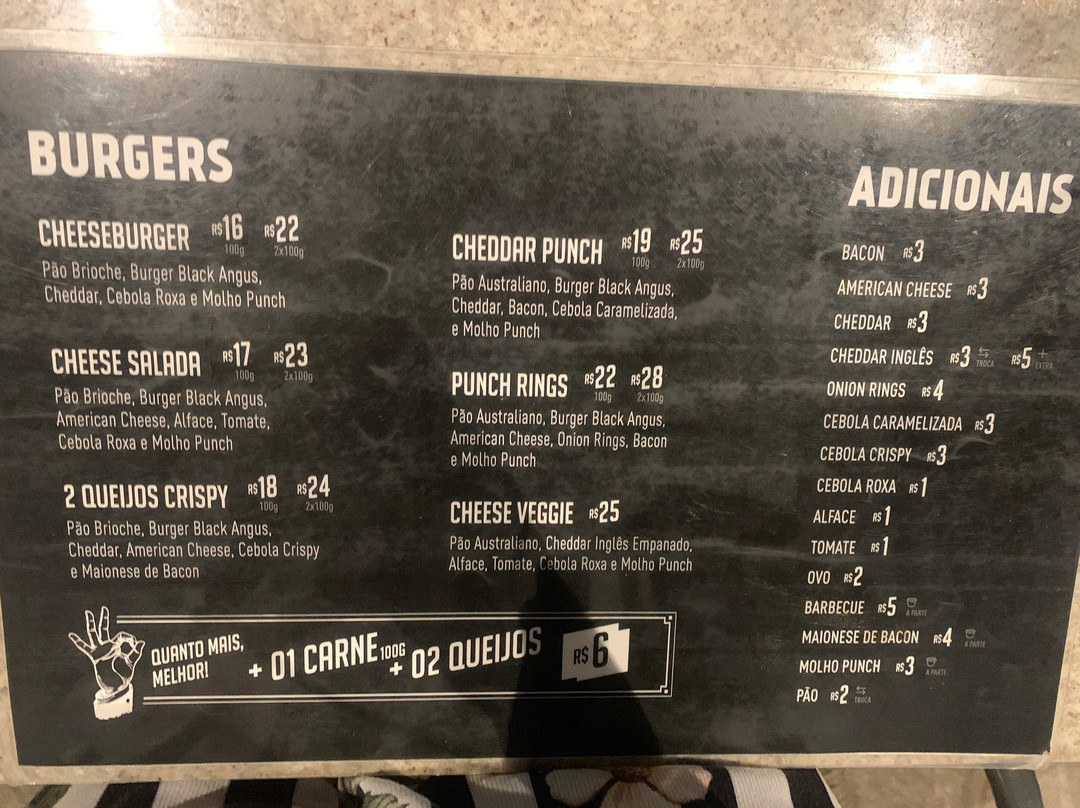 BURGERS
CHEESEBURGER R$16 R$22
100g 2x100g
Pão Brioche, Burger Black Angus,
Cheddar, Cebola Roxa e Molho Punch
CHEESE SALADA R$17 R$23
100g 2x100g
Pão Brioche, Burger Black Angus,
American Cheese, Alface, Tomate,
Cebola Roxa e Molho Punch
2 QUEIJOS CRISPY R$18 R$24
100g 2x100g
Pão Brioche, Burger Black Angus,
Cheddar, American Cheese, Cebola Crispy
e Maionese de Bacon
CHEDDAR PUNCH R$19 R$25
100g 2x100g
Pão Australiano, Burger Black Angus,
Cheddar, Bacon, Cebola Caramelizada,
e Molho Punch
PUNCH RINGS R$22 R$28
100g 2x100g
Pão Australiano, Burger Black Angus,
American Cheese, Onion Rings, Bacon
e Molho Punch
CHEESE VEGGIE R$25
Pão Australiano, Cheddar Inglês Empanado,
Alface, Tomate, Cebola Roxa e Molho Punch
QUANTO MAIS,
MELHOR!
+ 01 CARNE 100G + 02 QUEIJOS R$ 6
ADICIONAIS
BACON R$3
AMERICAN CHEESE R$3
CHEDDAR R$3
CHEDDAR INGLÊS R$3 TROCA R$5 + EXTRA
ONION RINGS R$4
CEBOLA CARAMELIZADA R$3
CEBOLA CRISPY R$3
CEBOLA ROXA R$1
ALFACE R$1
TOMATE R$1
OVO R$2
BARBECUE R$5 A PARTE
MAIONESE DE BACON R$4 A PARTE
MOLHO PUNCH R$3 A PARTE
PÃO R$2 TROCA